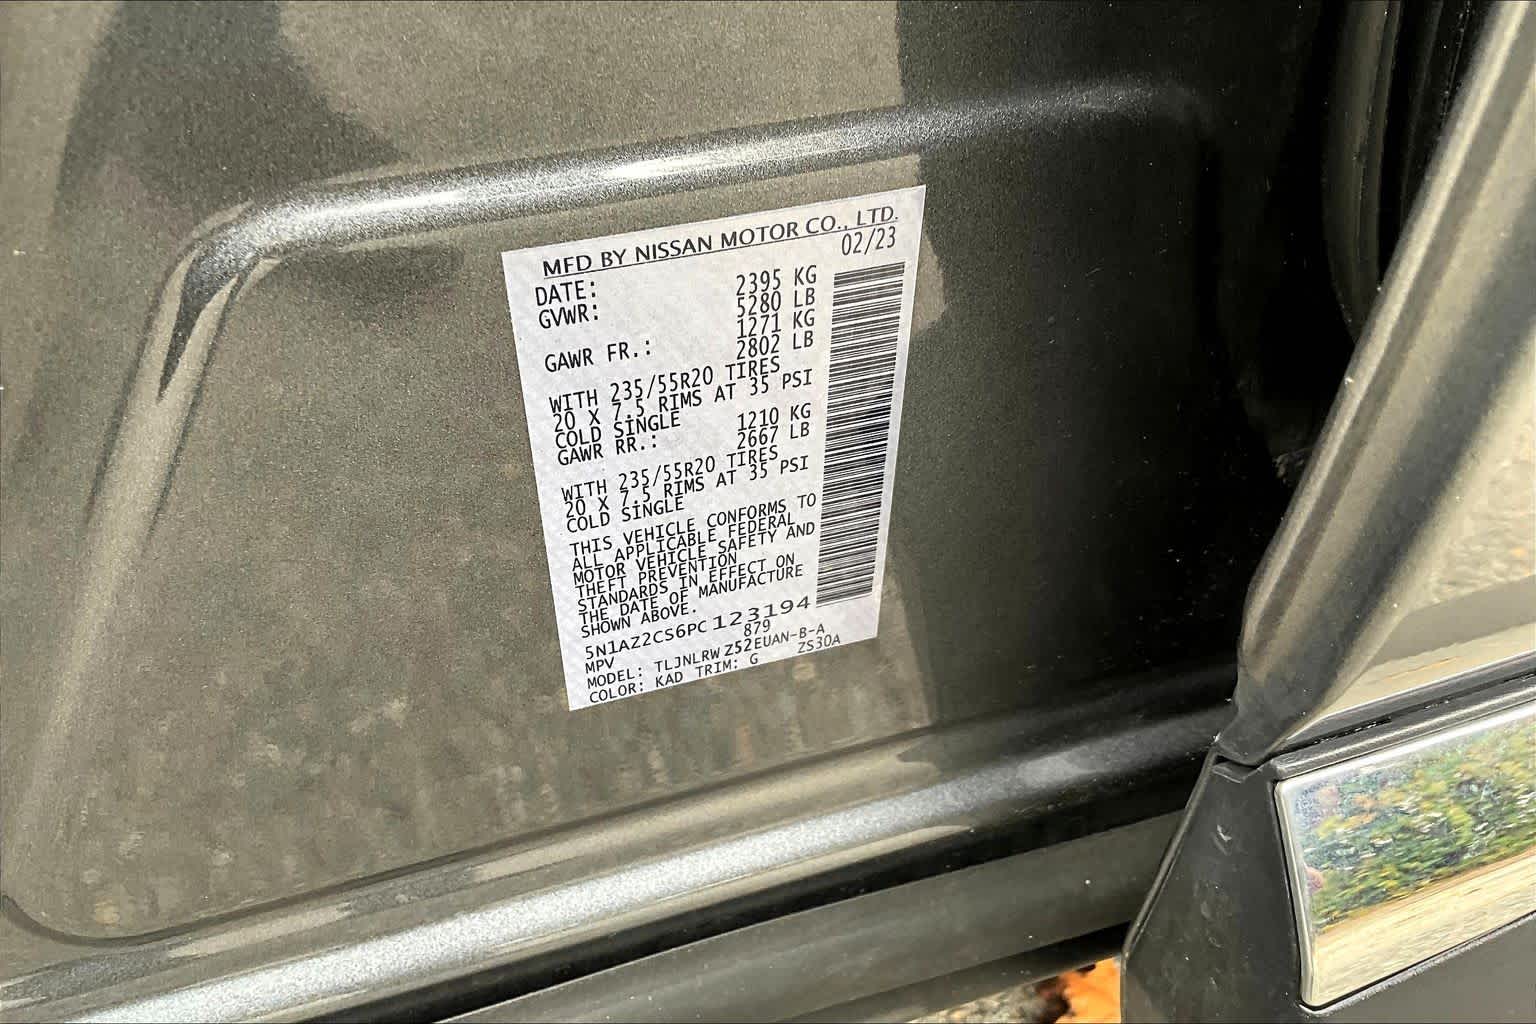 MFD BY NISSAN MOTOR CO., LTD.
DATE: 02/23
GVWR: 2395 KG
5280 LB
GAWR FR.: 1271 KG
2802 LB
WITH 235/55R20 TIRES
20 X 7.5 RIMS AT 35 PSI
COLD SINGLE
GAWR RR.: 1210 KG
2667 LB
WITH 235/55R20 TIRES
20 X 7.5 RIMS AT 35 PSI
COLD SINGLE
THIS VEHICLE CONFORMS TO
ALL APPLICABLE FEDERAL
MOTOR VEHICLE SAFETY AND
THEFT PREVENTION
STANDARDS IN EFFECT ON
THE DATE OF MANUFACTURE
SHOWN ABOVE.
5N1AZ2CS6PC123194
MPV 879
MODEL: TLJNLRWZ52EUAN-B-A
COLOR: KAD TRIM: G ZS30A